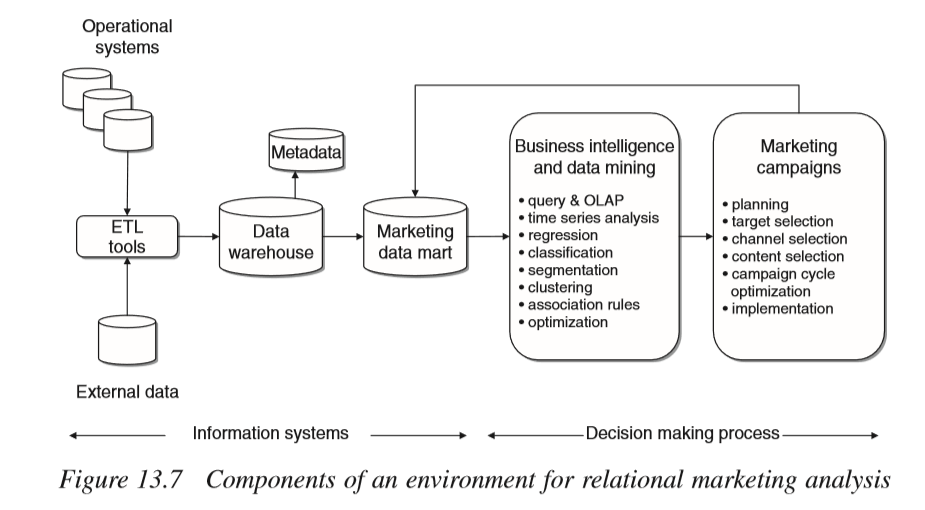 Operational
systems
Metadata
ETL
tools
Data
warehouse
Marketing
data mart
Business intelligence
and data mining
• query & OLAP
• time series analysis
• regression
• classification
• segmentation
• clustering
• association rules
• optimization
Marketing
campaigns
• planning
• target selection
• channel selection
• content selection
• campaign cycle
optimization
• implementation
External data
Information systems
Decision making process
Figure 13.7 Components of an environment for relational marketing analysis